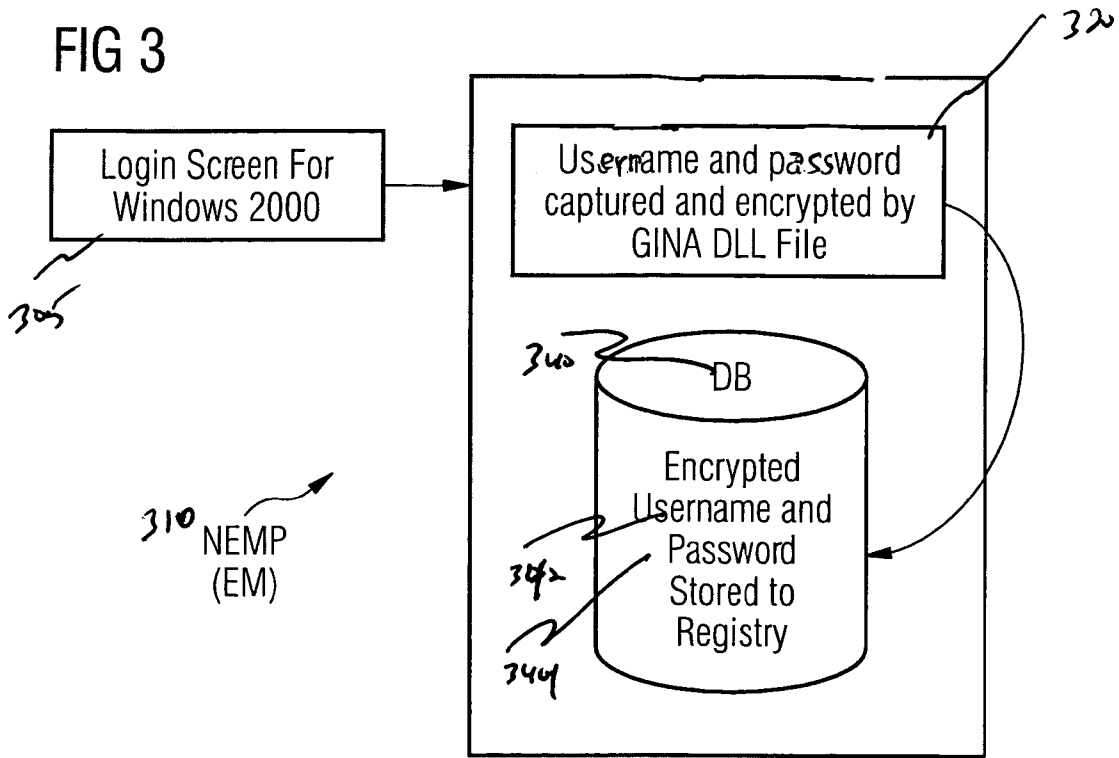 FIG 3
320
Login Screen For
Windows 2000
305
Username and password
captured and encrypted by
GINA DLL File
340
DB
Encrypted
Username and
Password
Stored to
Registry
342
344
310
NEMP
(EM)